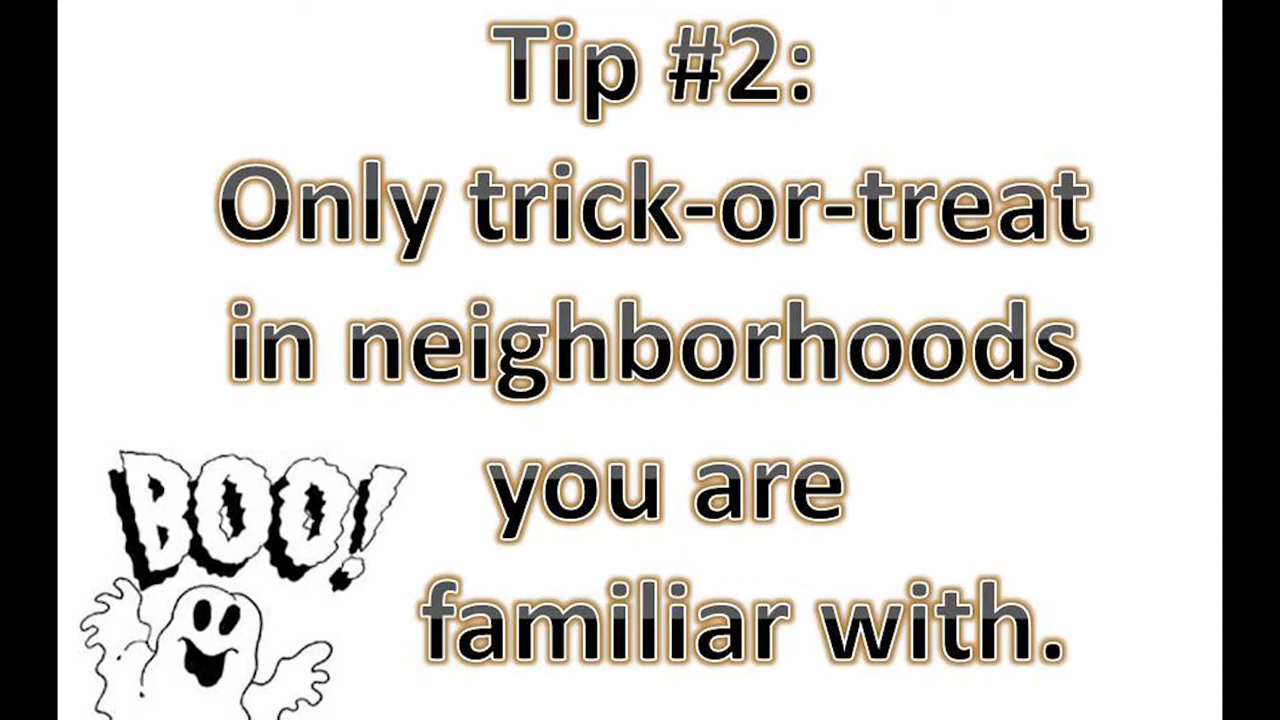 Tip #2:
Only trick-or-treat
in neighborhoods
you are
familiar with.
BOO!